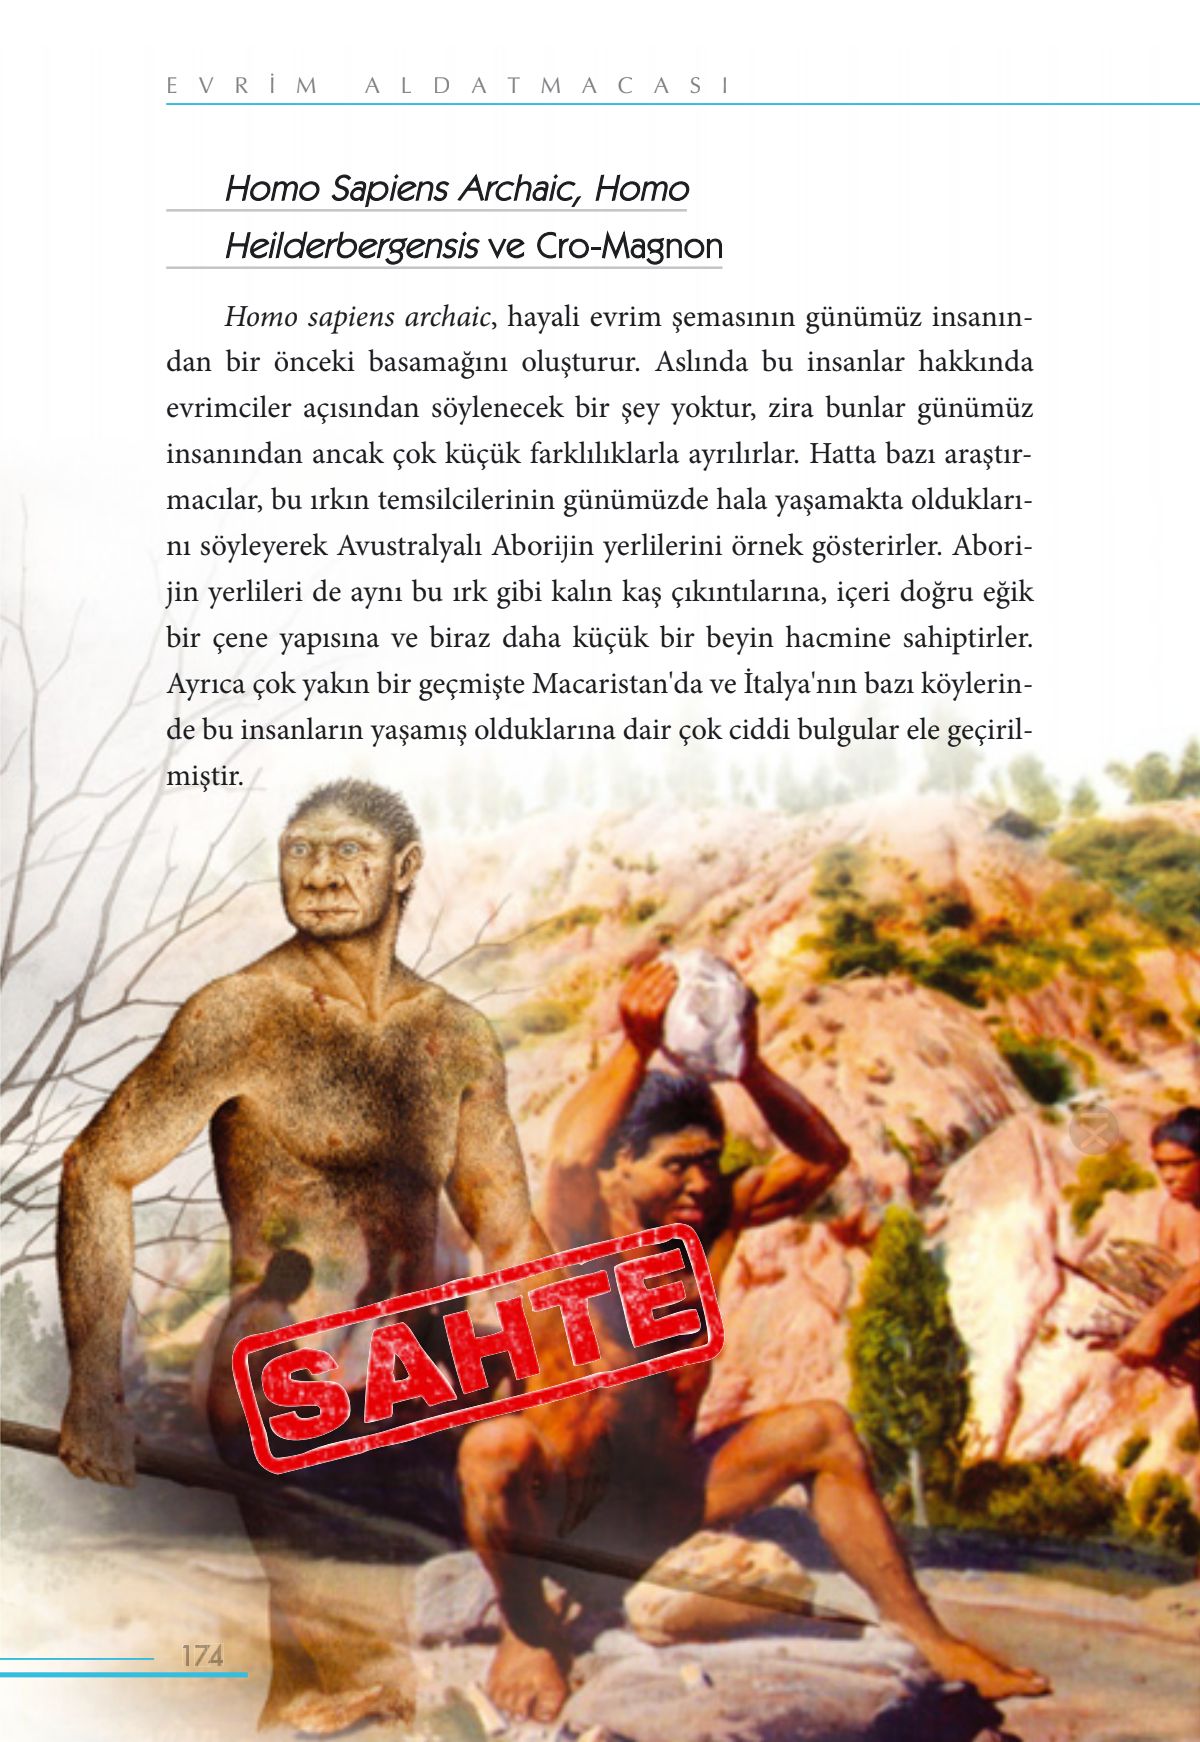 EVRİM ALDATMACASI
Homo Sapiens Archaic, Homo
Heilderbergensis ve Cro-Magnon
Homo sapiens archaic, hayali evrim şemasının günümüz insanın-
dan bir önceki basamağını oluşturur. Aslında bu insanlar hakkında
evrimciler açısından söylenecek bir şey yoktur, zira bunlar günümüz
insanından ancak çok küçük farklılıklarla ayrılırlar. Hatta bazı araştır-
macılar, bu ırkın temsilcilerinin günümüzde hala yaşamakta oldukları-
nı söyleyerek Avustralyalı Aborijin yerlilerini örnek gösterirler. Abori-
jin yerlileri de aynı bu ırk gibi kalın kaş çıkıntılarına, içeri doğru eğik
bir çene yapısına ve biraz daha küçük bir beyin hacmine sahiptirler.
Ayrıca çok yakın bir geçmişte Macaristan'da ve İtalya'nın bazı köylerin-
de bu insanların yaşamış olduklarına dair çok ciddi bulgular ele geçiril-
miştir.
SAHTE
174